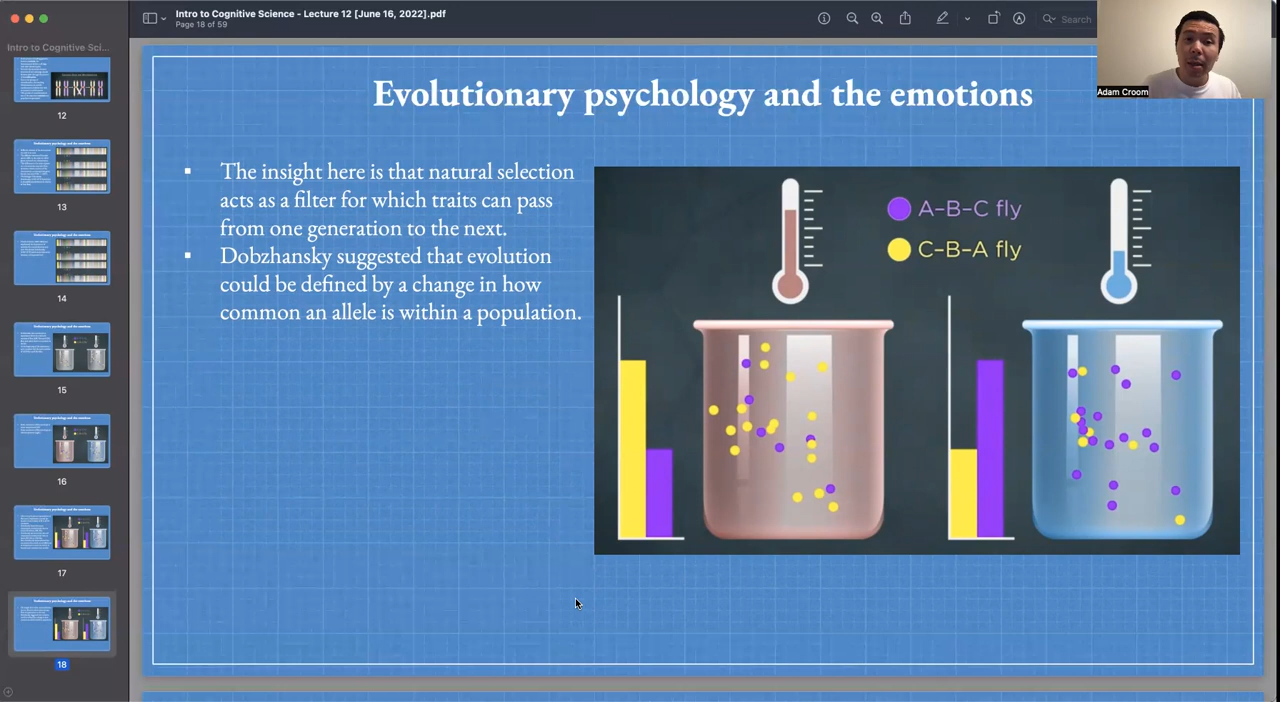 Intro to Cognitive Science - Lecture 12 [June 16, 2022].pdf
Page 18 of 59
Search
Intro to Cognitive Sci...
12
13
14
15
16
17
18
Adam Croom
Evolutionary psychology and the emotions
The insight here is that natural selection
acts as a filter for which traits can pass
from one generation to the next.
Dobzhansky suggested that evolution
could be defined by a change in how
common an allele is within a population.
A-B-C fly
C-B-A fly